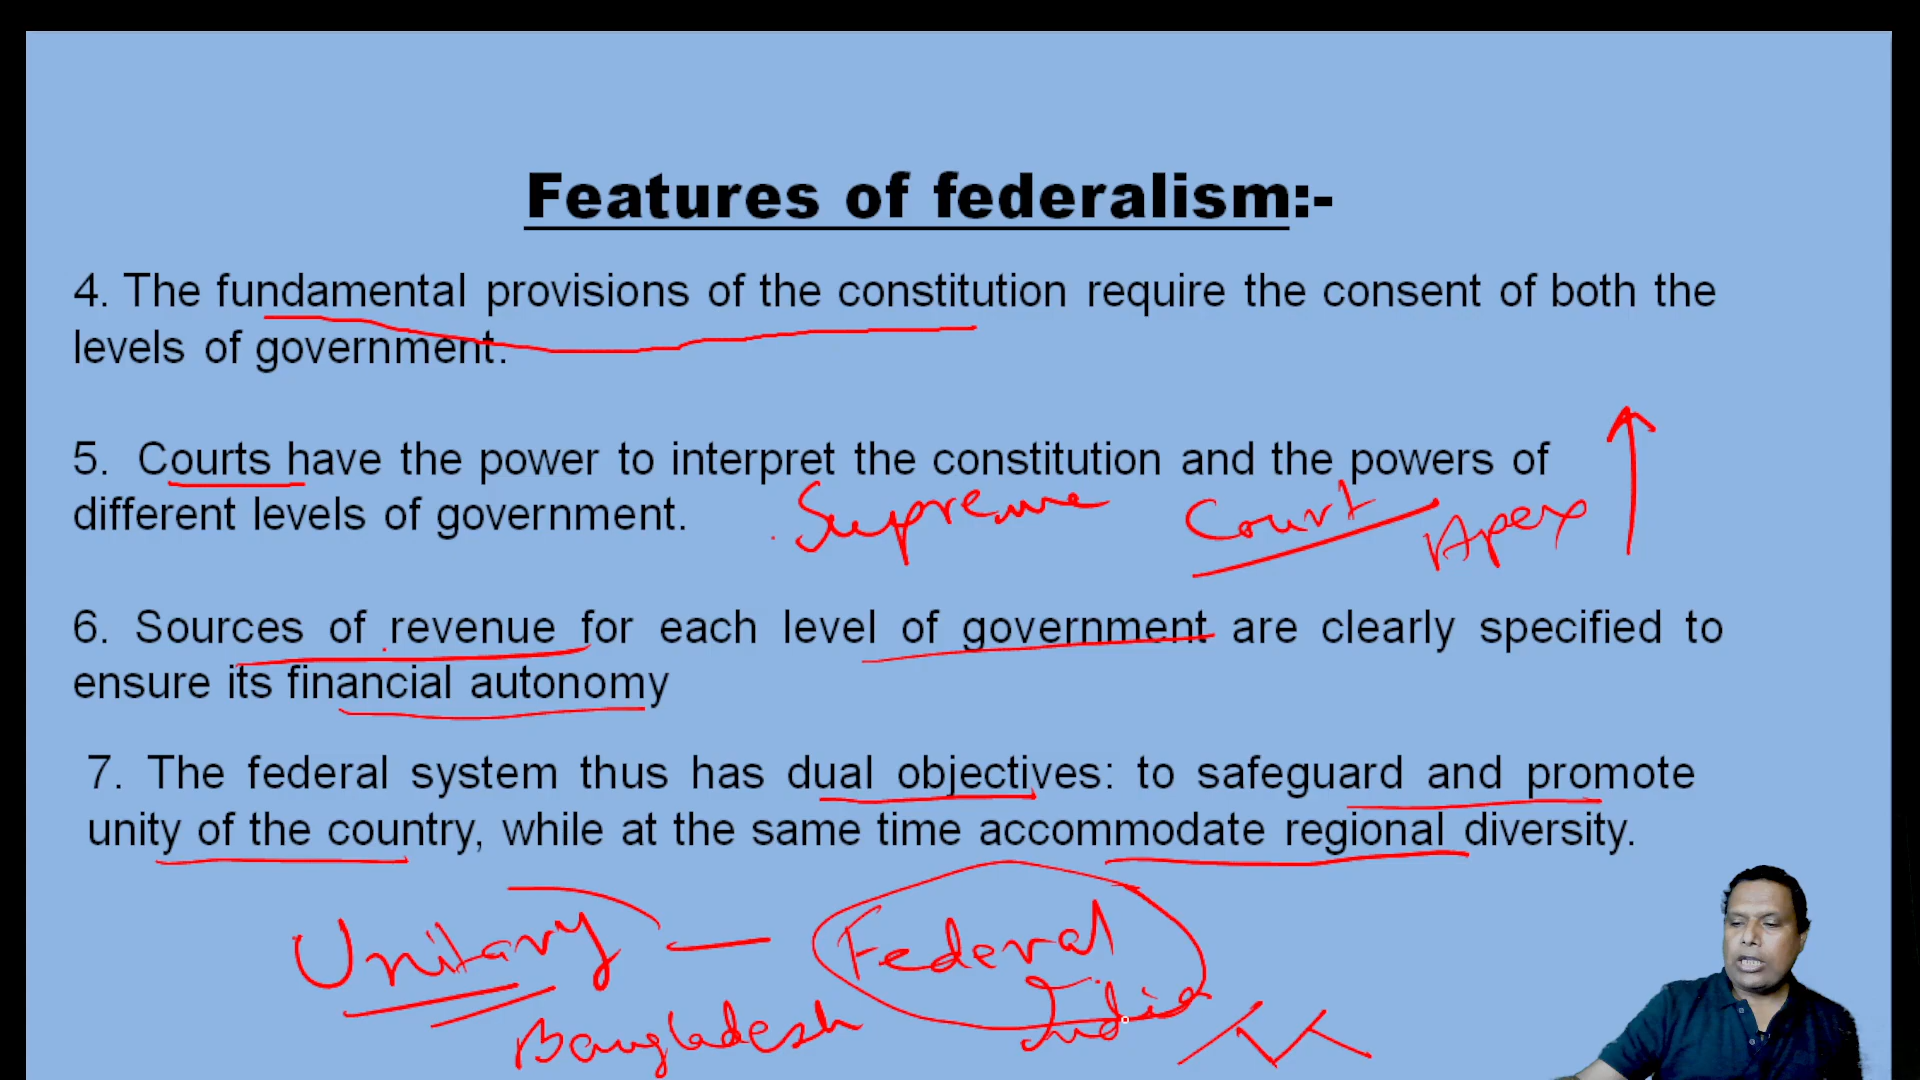 Features of federalism:-
4. The fundamental provisions of the constitution require the consent of both the
levels of government.
5. Courts have the power to interpret the constitution and the powers of
different levels of government.
Supreme Court Apex
6. Sources of revenue for each level of government are clearly specified to
ensure its financial autonomy
7. The federal system thus has dual objectives: to safeguard and promote
unity of the country, while at the same time accommodate regional diversity.
Unitary — Federal
Bangladesh India